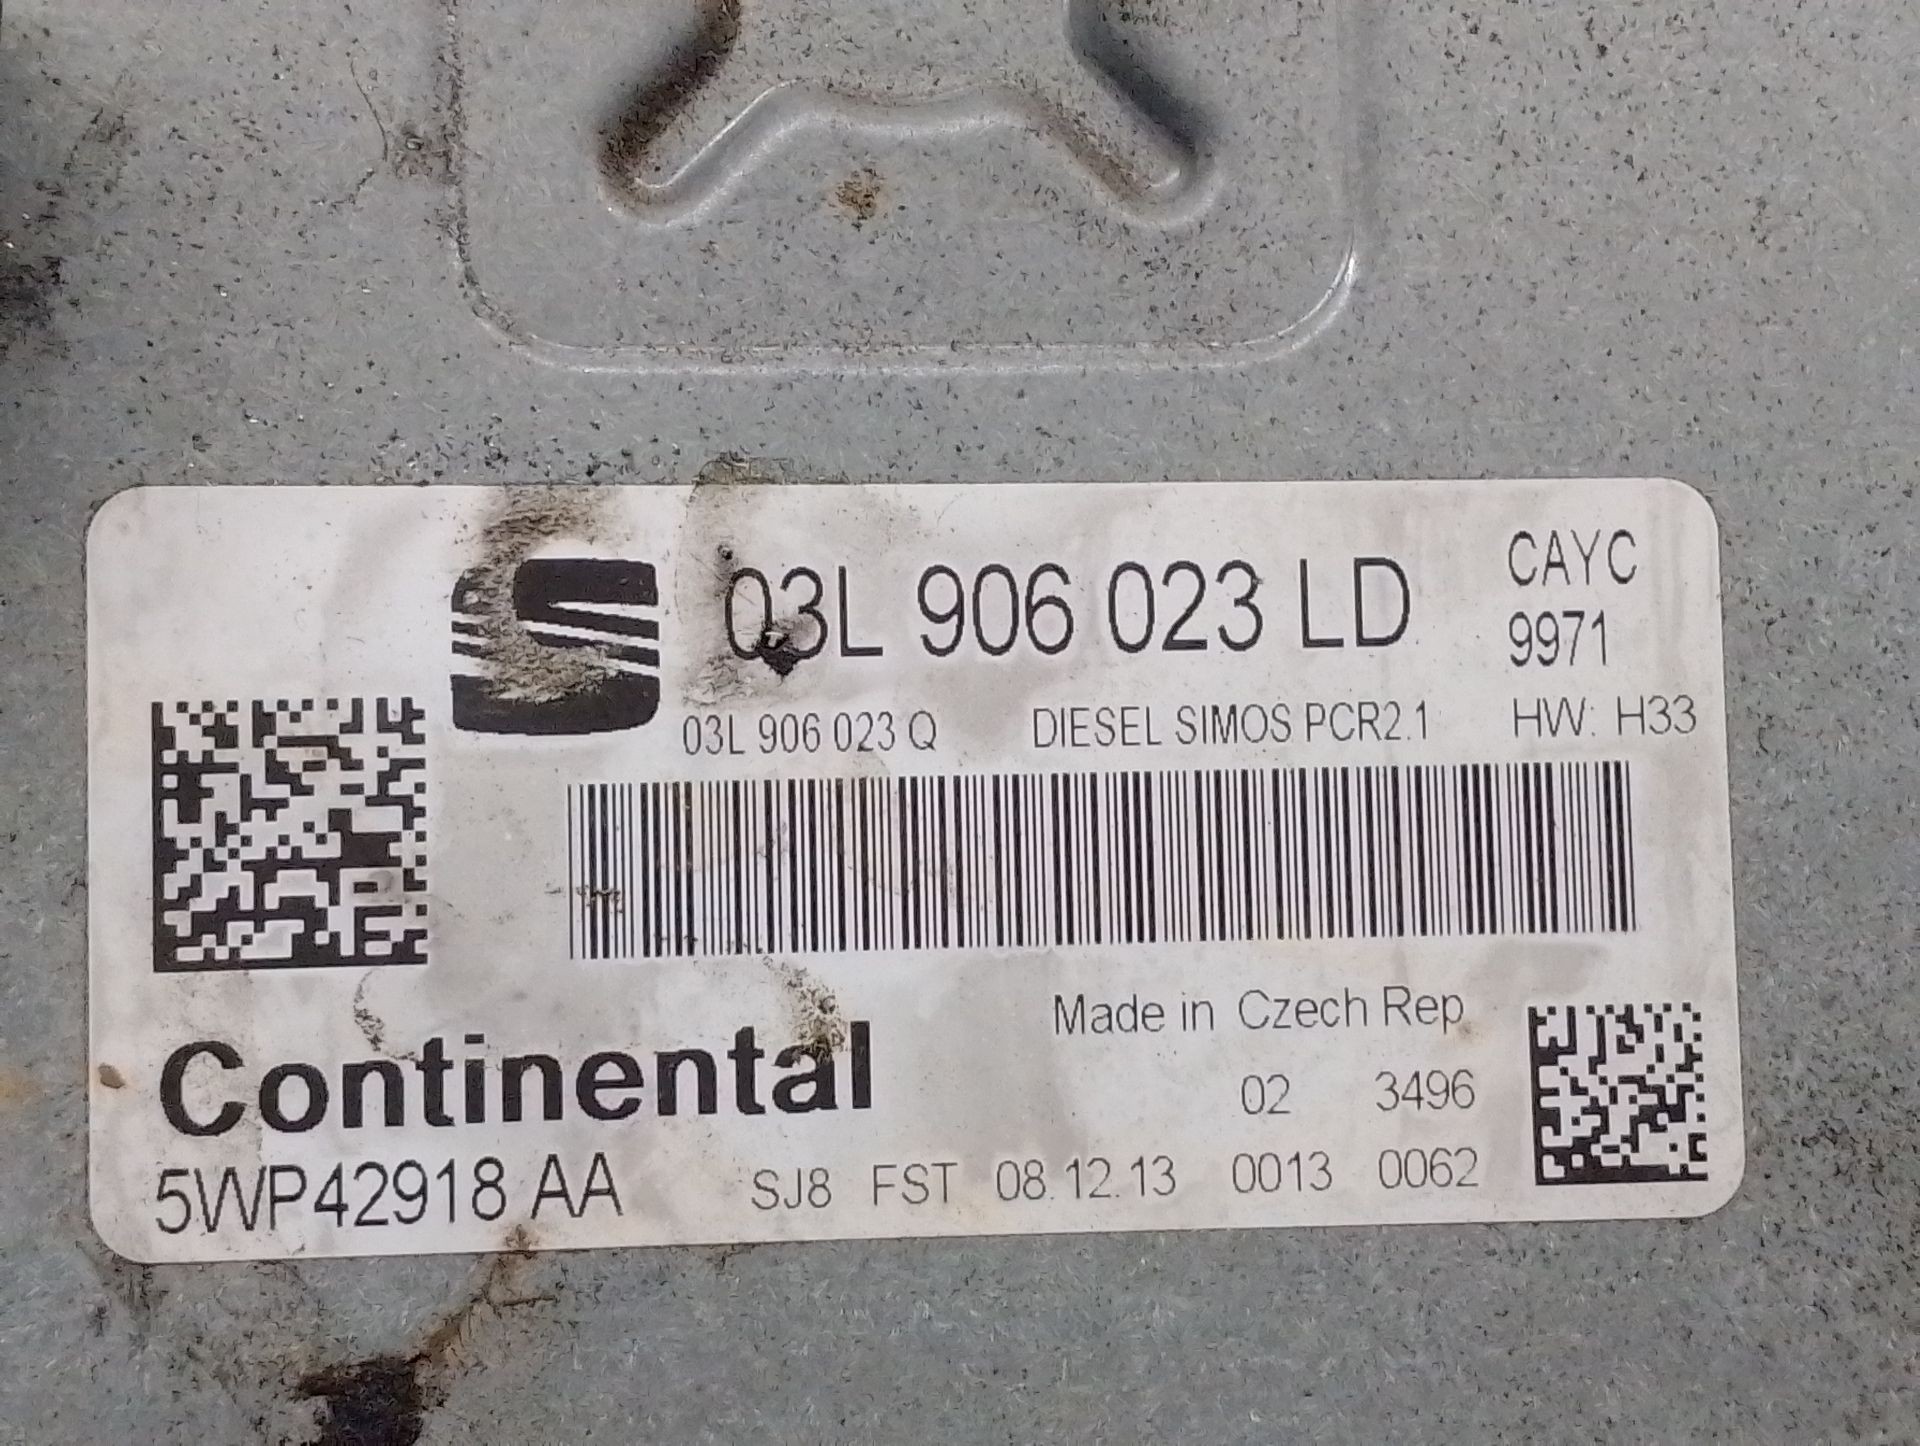 03L 906 023 LD
CAYC
9971
03L 906 023 Q DIESEL SIMOS PCR2.1 HW: H33
Made in Czech Rep
Continental
02 3496
5WP42918 AA SJ8 FST 08.12.13 0013 0062